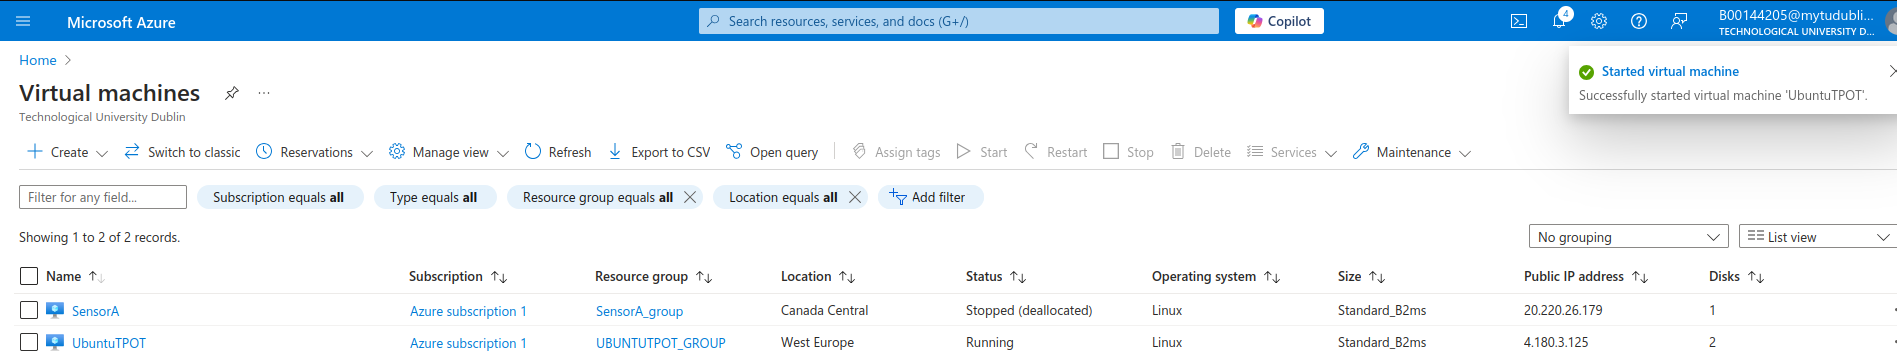 Microsoft Azure
Search resources, services, and docs (G+/)
Copilot
4
B00144205@mytudubli...
TECHNOLOGICAL UNIVERSITY D...
Home
Started virtual machine
Successfully started virtual machine 'UbuntuTPOT'.
Virtual machines
Technological University Dublin
Create Switch to classic Reservations Manage view Refresh Export to CSV Open query Assign tags Start Restart Stop Delete Services Maintenance
Filter for any field... Subscription equals all Type equals all Resource group equals all Location equals all Add filter
Showing 1 to 2 of 2 records. No grouping List view
Name Subscription Resource group Location Status Operating system Size Public IP address Disks
SensorA Azure subscription 1 SensorA_group Canada Central Stopped (deallocated) Linux Standard_B2ms 20.220.26.179 1
UbuntuTPOT Azure subscription 1 UBUNTUTPOT_GROUP West Europe Running Linux Standard_B2ms 4.180.3.125 2